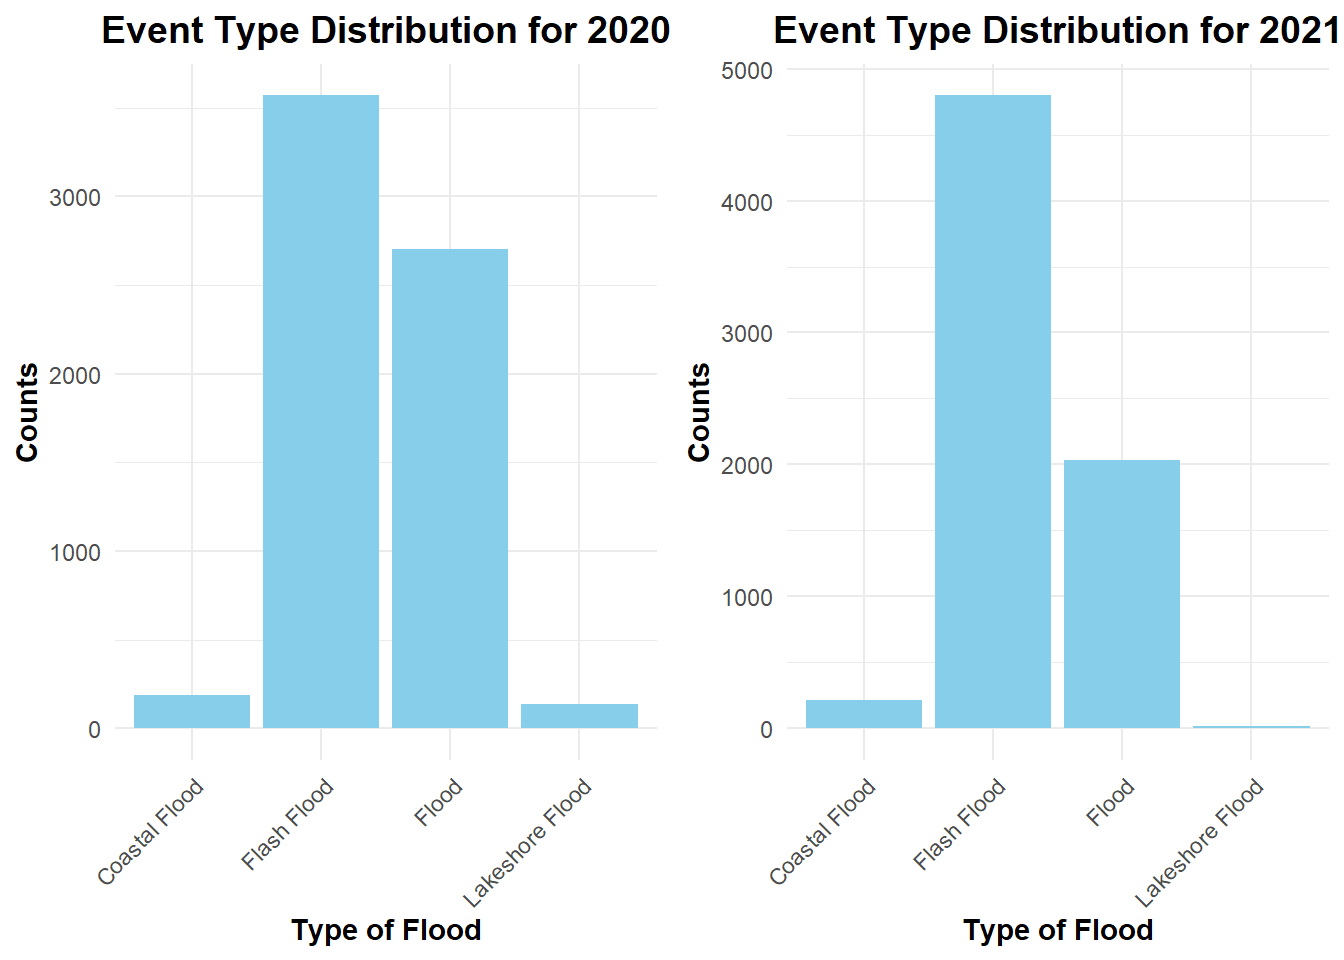 Event Type Distribution for 2020
Counts
3000
2000
1000
0
Coastal Flood
Flash Flood
Flood
Lakeshore Flood
Type of Flood
Event Type Distribution for 2021
Counts
5000
4000
3000
2000
1000
0
Coastal Flood
Flash Flood
Flood
Lakeshore Flood
Type of Flood